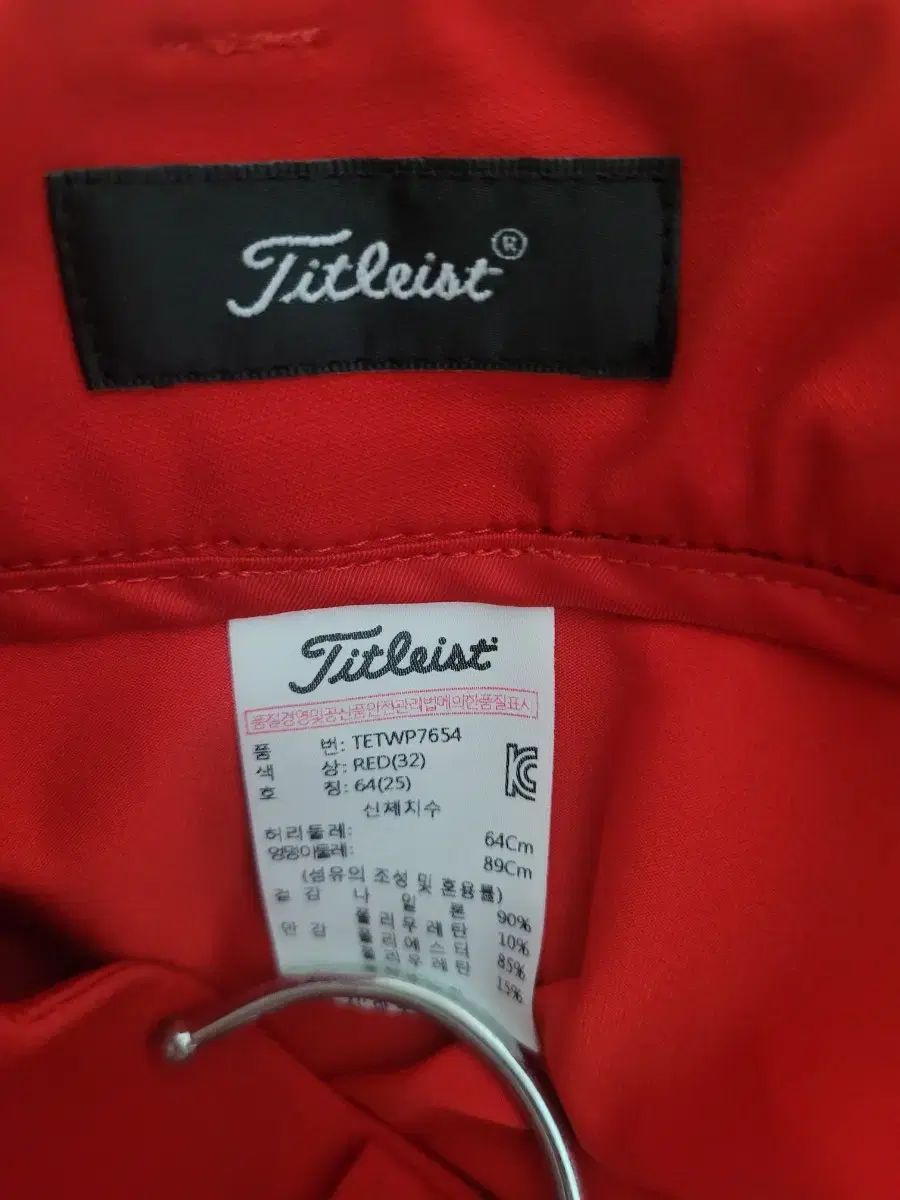 Titleist®
Titleist
품질경영및공산품안전관리법에의한품질표시
품 번: TETWP7654
색 상: RED(32)
호 칭: 64(25)
신체치수
허리둘레: 64Cm
엉덩이둘레: 89Cm
(섬유의 조성 및 혼용률)
겉 감 나 일 론 90%
폴 리 우 레 탄 10%
안 감 폴 리 에 스 터 85%
폴 리 우 레 탄 15%